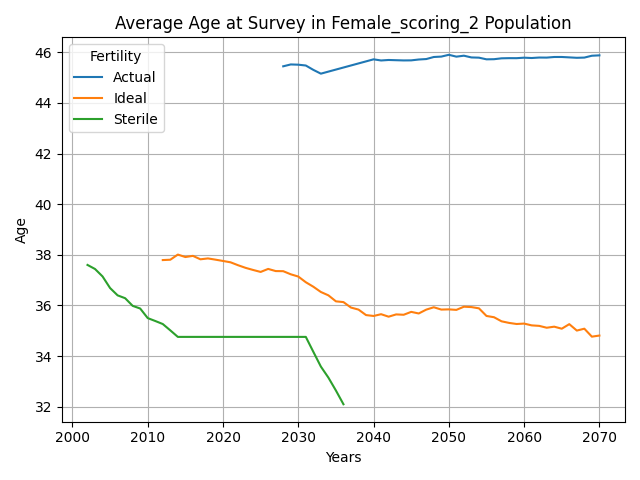 Average Age at Survey in Female_scoring_2 Population
Fertility
Actual
Ideal
Sterile
Age
46
44
42
40
38
36
34
32
2000 2010 2020 2030 2040 2050 2060 2070
Years